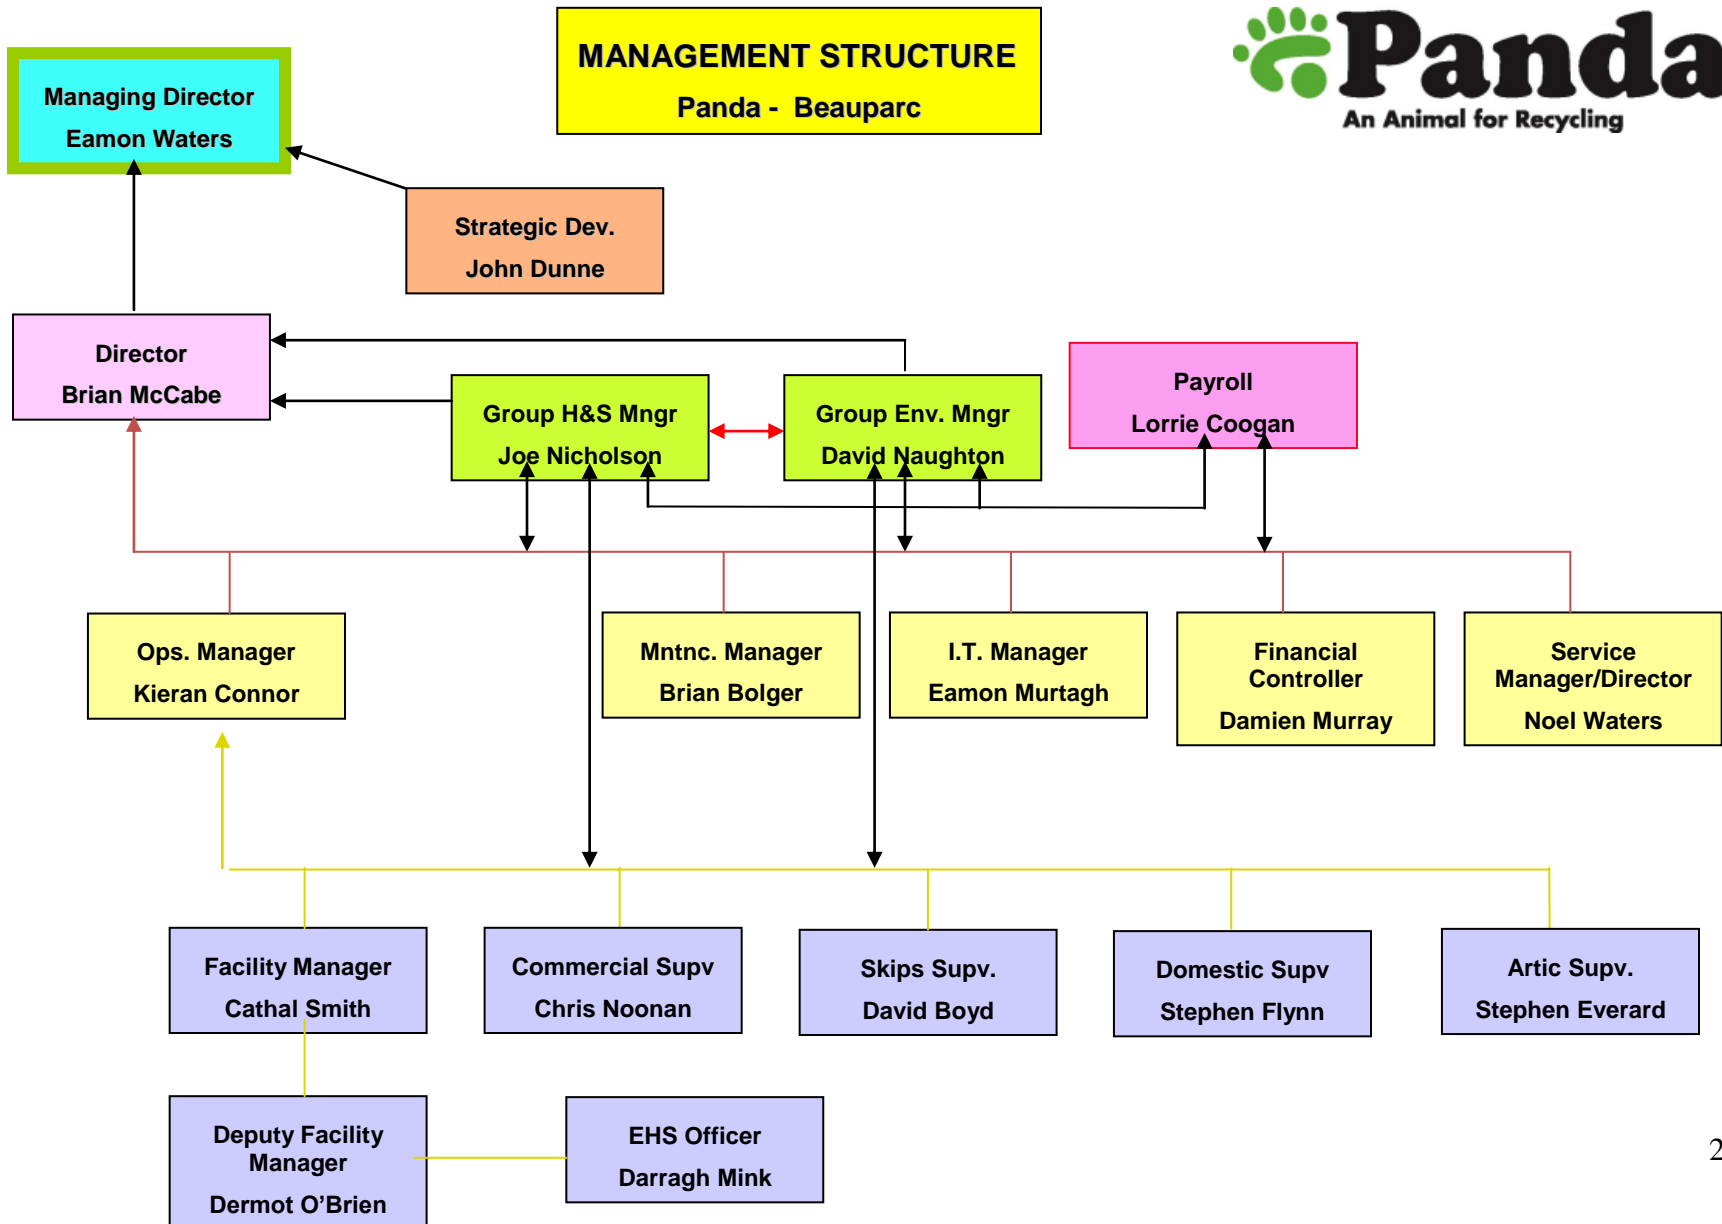 MANAGEMENT STRUCTURE
Panda - Beauparc
Panda
An Animal for Recycling
Managing Director
Eamon Waters
Strategic Dev.
John Dunne
Director
Brian McCabe
Group H&S Mngr
Joe Nicholson
Group Env. Mngr
David Naughton
Payroll
Lorrie Coogan
Ops. Manager
Kieran Connor
Mntnc. Manager
Brian Bolger
I.T. Manager
Eamon Murtagh
Financial
Controller
Damien Murray
Service
Manager/Director
Noel Waters
Facility Manager
Cathal Smith
Commercial Supv
Chris Noonan
Skips Supv.
David Boyd
Domestic Supv
Stephen Flynn
Artic Supv.
Stephen Everard
Deputy Facility
Manager
Dermot O’Brien
EHS Officer
Darragh Mink
2